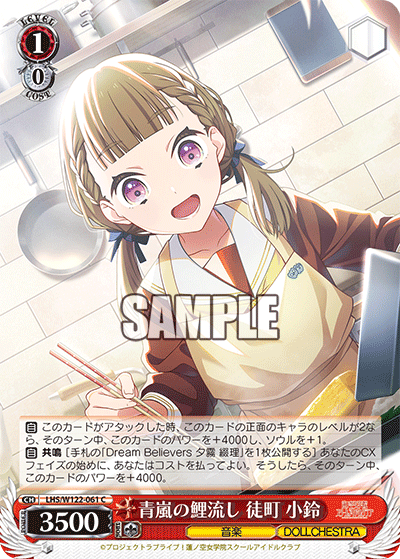 LEVEL
1
0
COST
SAMPLE
自 このカードがアタックした時、このカードの正面のキャラのレベルが2な
ら、そのターン中、このカードのパワーを+4000し、ソウルを+1。
自 共鳴 [手札の「Dream Believers 夕霧 綴理」を1枚公開する] あなたのCX
フェイズの始めに、あなたはコストを払ってよい。そうしたら、そのターン
中、このカードのパワーを+4000。
CH LHS/W122-061 C
3500
青嵐の鯉流し 徒町 小鈴
音楽 DOLLCHESTRA
©プロジェクトラブライブ!蓮ノ空女学院スクールアイドルクラブ